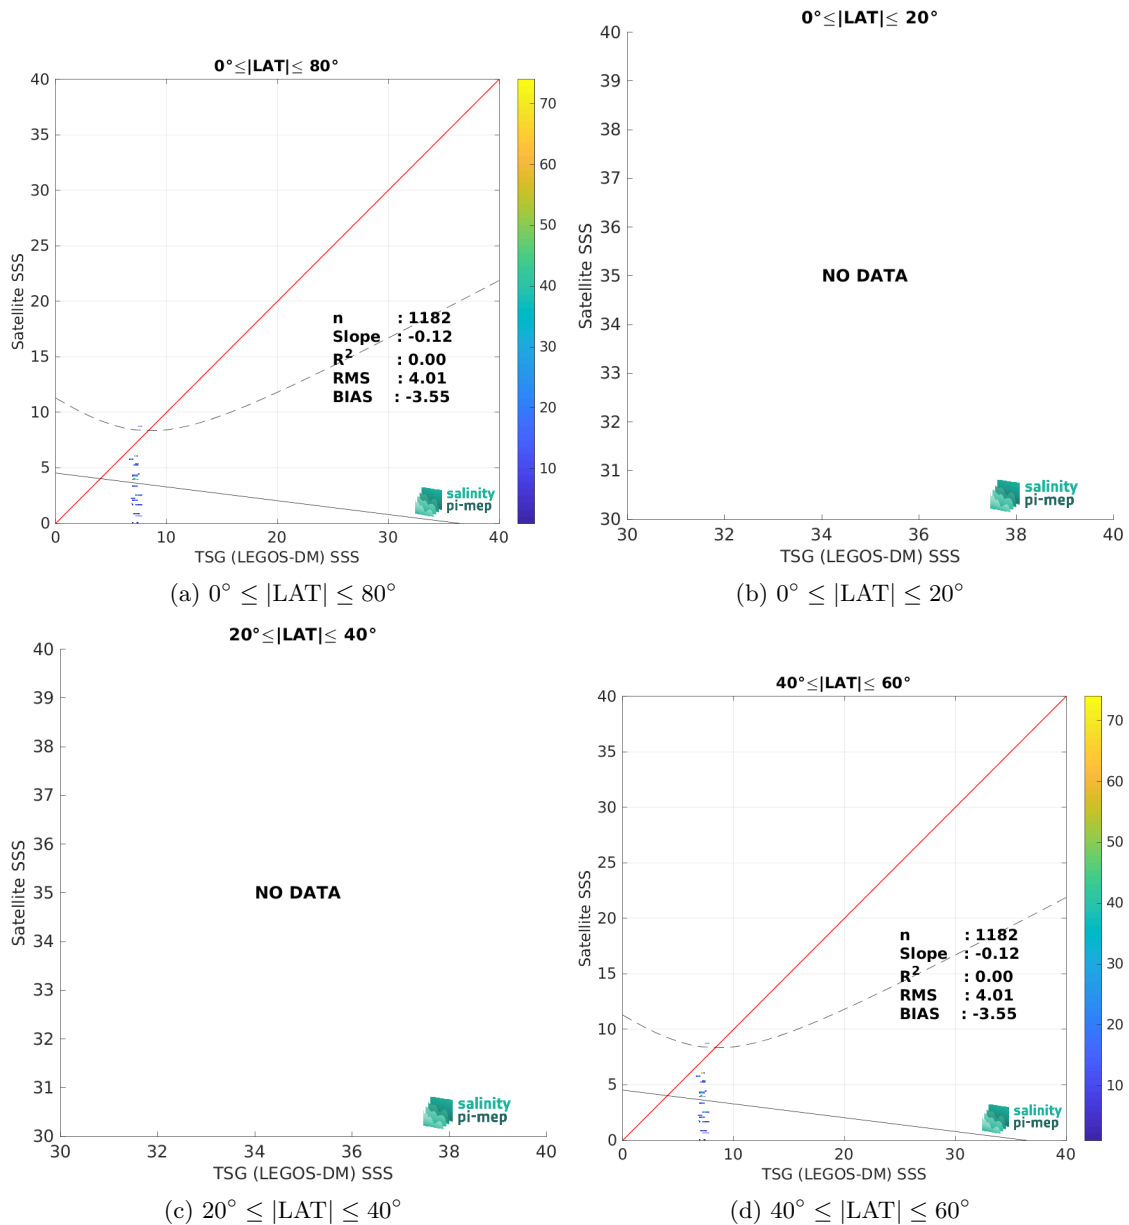 0°≤|LAT|≤ 80°
40
35
30
25
20
15
10
5
0
Satellite SSS
n : 1182
Slope : -0.12
R² : 0.00
RMS : 4.01
BIAS : -3.55
salinity
pi-mep
0 10 20 30 40
TSG (LEGOS-DM) SSS
70
60
50
40
30
20
10
(a) 0° ≤ |LAT| ≤ 80°
0°≤|LAT|≤ 20°
40
39
38
37
36
35
34
33
32
31
30
Satellite SSS
NO DATA
salinity
pi-mep
30 32 34 36 38 40
TSG (LEGOS-DM) SSS
(b) 0° ≤ |LAT| ≤ 20°
20°≤|LAT|≤ 40°
40
39
38
37
36
35
34
33
32
31
30
Satellite SSS
NO DATA
salinity
pi-mep
30 32 34 36 38 40
TSG (LEGOS-DM) SSS
(c) 20° ≤ |LAT| ≤ 40°
40°≤|LAT|≤ 60°
40
35
30
25
20
15
10
5
0
Satellite SSS
n : 1182
Slope : -0.12
R² : 0.00
RMS : 4.01
BIAS : -3.55
salinity
pi-mep
0 10 20 30 40
TSG (LEGOS-DM) SSS
70
60
50
40
30
20
10
(d) 40° ≤ |LAT| ≤ 60°